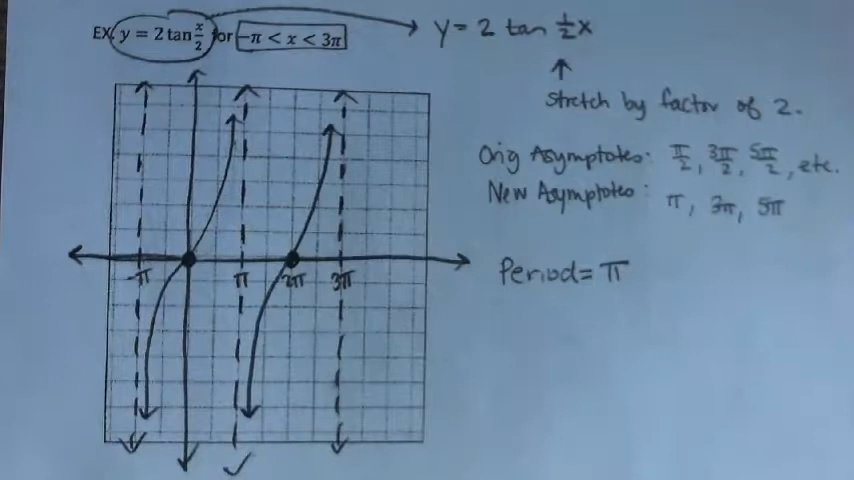 EX. y = 2 tan x/2 for -π < x < 3π
y = 2 tan 1/2 x
stretch by factor of 2.
Orig Asymptotes: π/2, 3π/2, 5π/2, etc.
New Asymptotes: π, 3π, 5π
Period = π
-π π 2π 3π